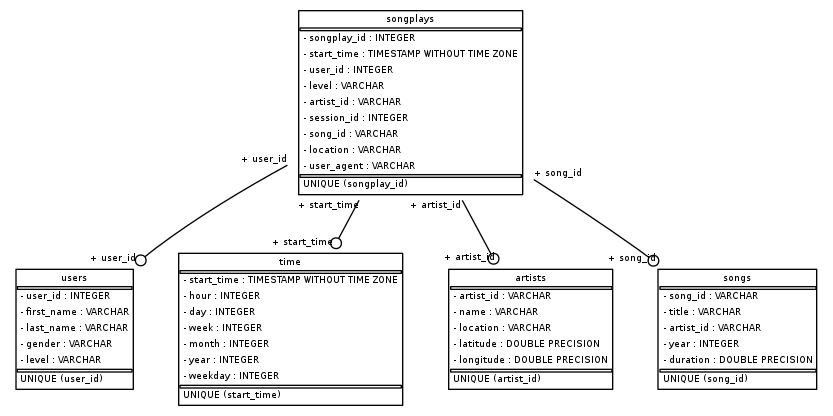 songplays
- songplay_id : INTEGER
- start_time : TIMESTAMP WITHOUT TIME ZONE
- user_id : INTEGER
- level : VARCHAR
- artist_id : VARCHAR
- session_id : INTEGER
- song_id : VARCHAR
- location : VARCHAR
- user_agent : VARCHAR
UNIQUE (songplay_id)
+ user_id
+ song_id
+ start_time
+ artist_id
+ user_id
+ start_time
+ artist_id
+ song_id
users
- user_id : INTEGER
- first_name : VARCHAR
- last_name : VARCHAR
- gender : VARCHAR
- level : VARCHAR
UNIQUE (user_id)
time
- start_time : TIMESTAMP WITHOUT TIME ZONE
- hour : INTEGER
- day : INTEGER
- week : INTEGER
- month : INTEGER
- year : INTEGER
- weekday : INTEGER
UNIQUE (start_time)
artists
- artist_id : VARCHAR
- name : VARCHAR
- location : VARCHAR
- latitude : DOUBLE PRECISION
- longitude : DOUBLE PRECISION
UNIQUE (artist_id)
songs
- song_id : VARCHAR
- title : VARCHAR
- artist_id : VARCHAR
- year : INTEGER
- duration : DOUBLE PRECISION
UNIQUE (song_id)